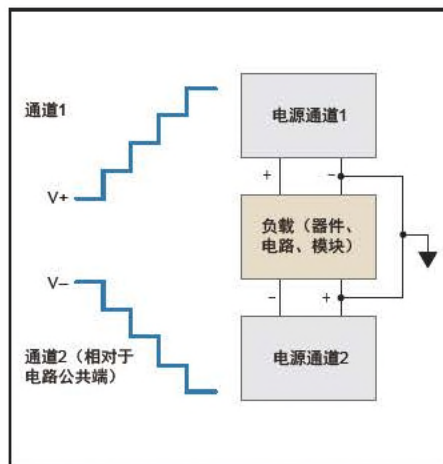 通道1
电源通道1
V+
+
−
负载（器件、
电路、模块）
V−
−
+
通道2（相对于
电路公共端）
电源通道2